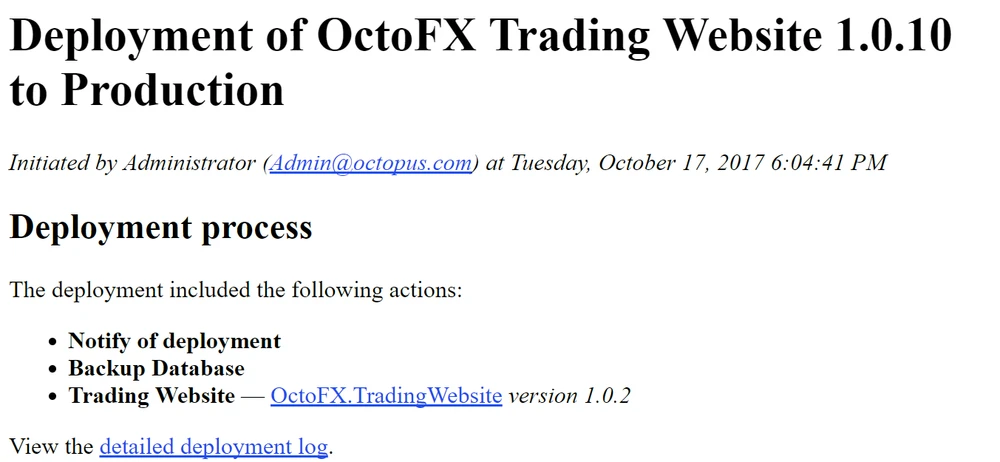 Deployment of OctoFX Trading Website 1.0.10
to Production
Initiated by Administrator (Admin@octopus.com) at Tuesday, October 17, 2017 6:04:41 PM
Deployment process
The deployment included the following actions:
• Notify of deployment
• Backup Database
• Trading Website — OctoFX.TradingWebsite version 1.0.2
View the detailed deployment log.